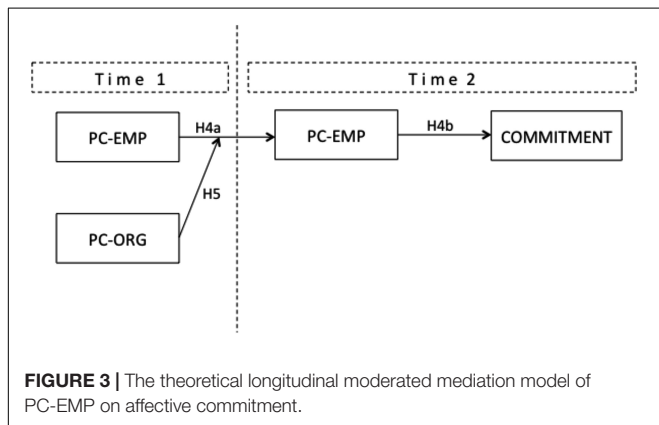 Time 1
Time 2
PC-EMP
H4a
PC-EMP
H4b
COMMITMENT
H5
PC-ORG
FIGURE 3 | The theoretical longitudinal moderated mediation model of
PC-EMP on affective commitment.